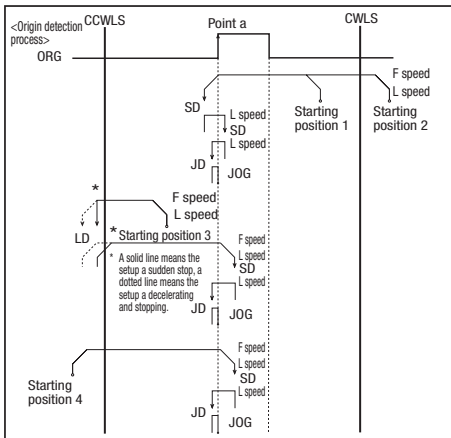 <Origin detection process>
CCWLS
Point a
CWLS
ORG
F speed
L speed
SD
L speed
SD
L speed
Starting position 1
Starting position 2
JD
JOG
*
F speed
L speed
LD
* Starting position 3
F speed
L speed
SD
* A solid line means the
setup a sudden stop, a
dotted line means the
setup a decelerating
and stopping.
L speed
JD
JOG
F speed
L speed
SD
Starting
position 4
L speed
JD
JOG